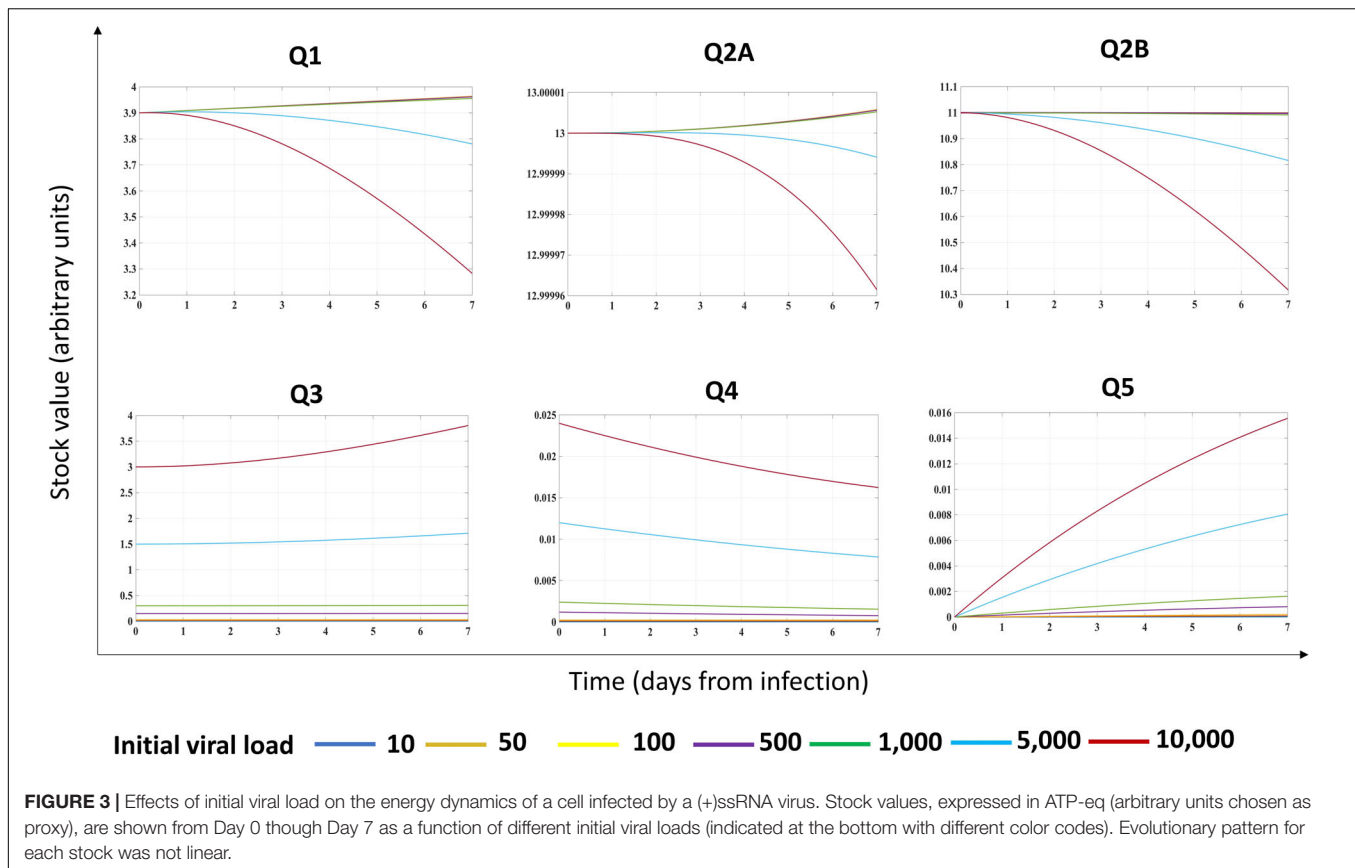 Q1
Q2A
Q2B
4
3.9
3.8
3.7
3.6
3.5
3.4
3.3
3.2
0 1 2 3 4 5 6 7
13.00001
13
12.99999
12.99998
12.99997
12.99996
0 1 2 3 4 5 6 7
11.1
11
10.9
10.8
10.7
10.6
10.5
10.4
10.3
0 1 2 3 4 5 6 7
Stock value (arbitrary units)
Q3
Q4
Q5
4
3.5
3
2.5
2
1.5
1
0.5
0
0 1 2 3 4 5 6 7
0.025
0.02
0.015
0.01
0.005
0
0 1 2 3 4 5 6 7
0.016
0.014
0.012
0.01
0.008
0.006
0.004
0.002
0
0 1 2 3 4 5 6 7
Time (days from infection)
Initial viral load 10 50 100 500 1,000 5,000 10,000
FIGURE 3 | Effects of initial viral load on the energy dynamics of a cell infected by a (+)ssRNA virus. Stock values, expressed in ATP-eq (arbitrary units chosen as
proxy), are shown from Day 0 though Day 7 as a function of different initial viral loads (indicated at the bottom with different color codes). Evolutionary pattern for
each stock was not linear.